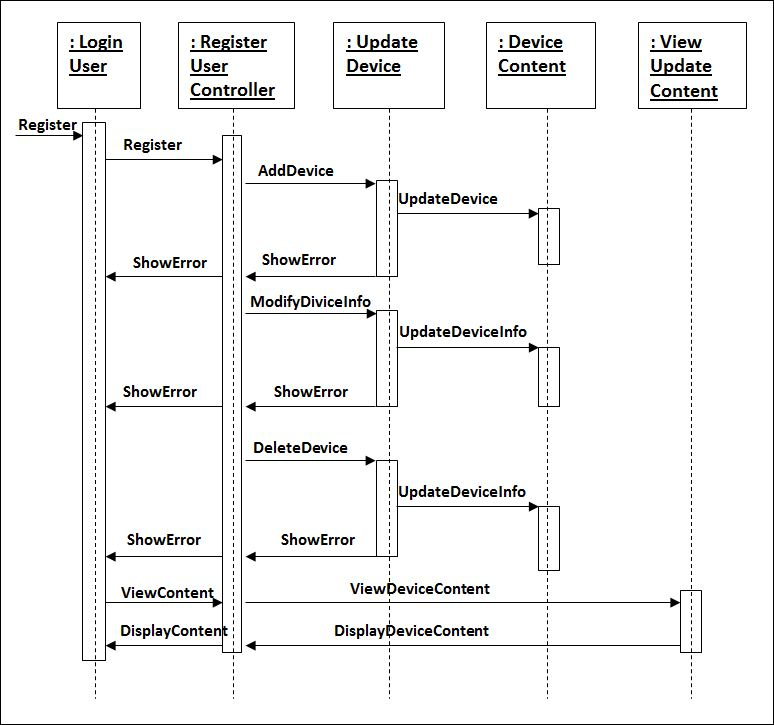 : Login
User
: Register
User
Controller
: Update
Device
: Device
Content
: View
Update
Content
Register
Register
AddDevice
UpdateDevice
ShowError
ShowError
ModifyDiviceInfo
UpdateDeviceInfo
ShowError
ShowError
DeleteDevice
UpdateDeviceInfo
ShowError
ShowError
ViewContent
ViewDeviceContent
DisplayContent
DisplayDeviceContent